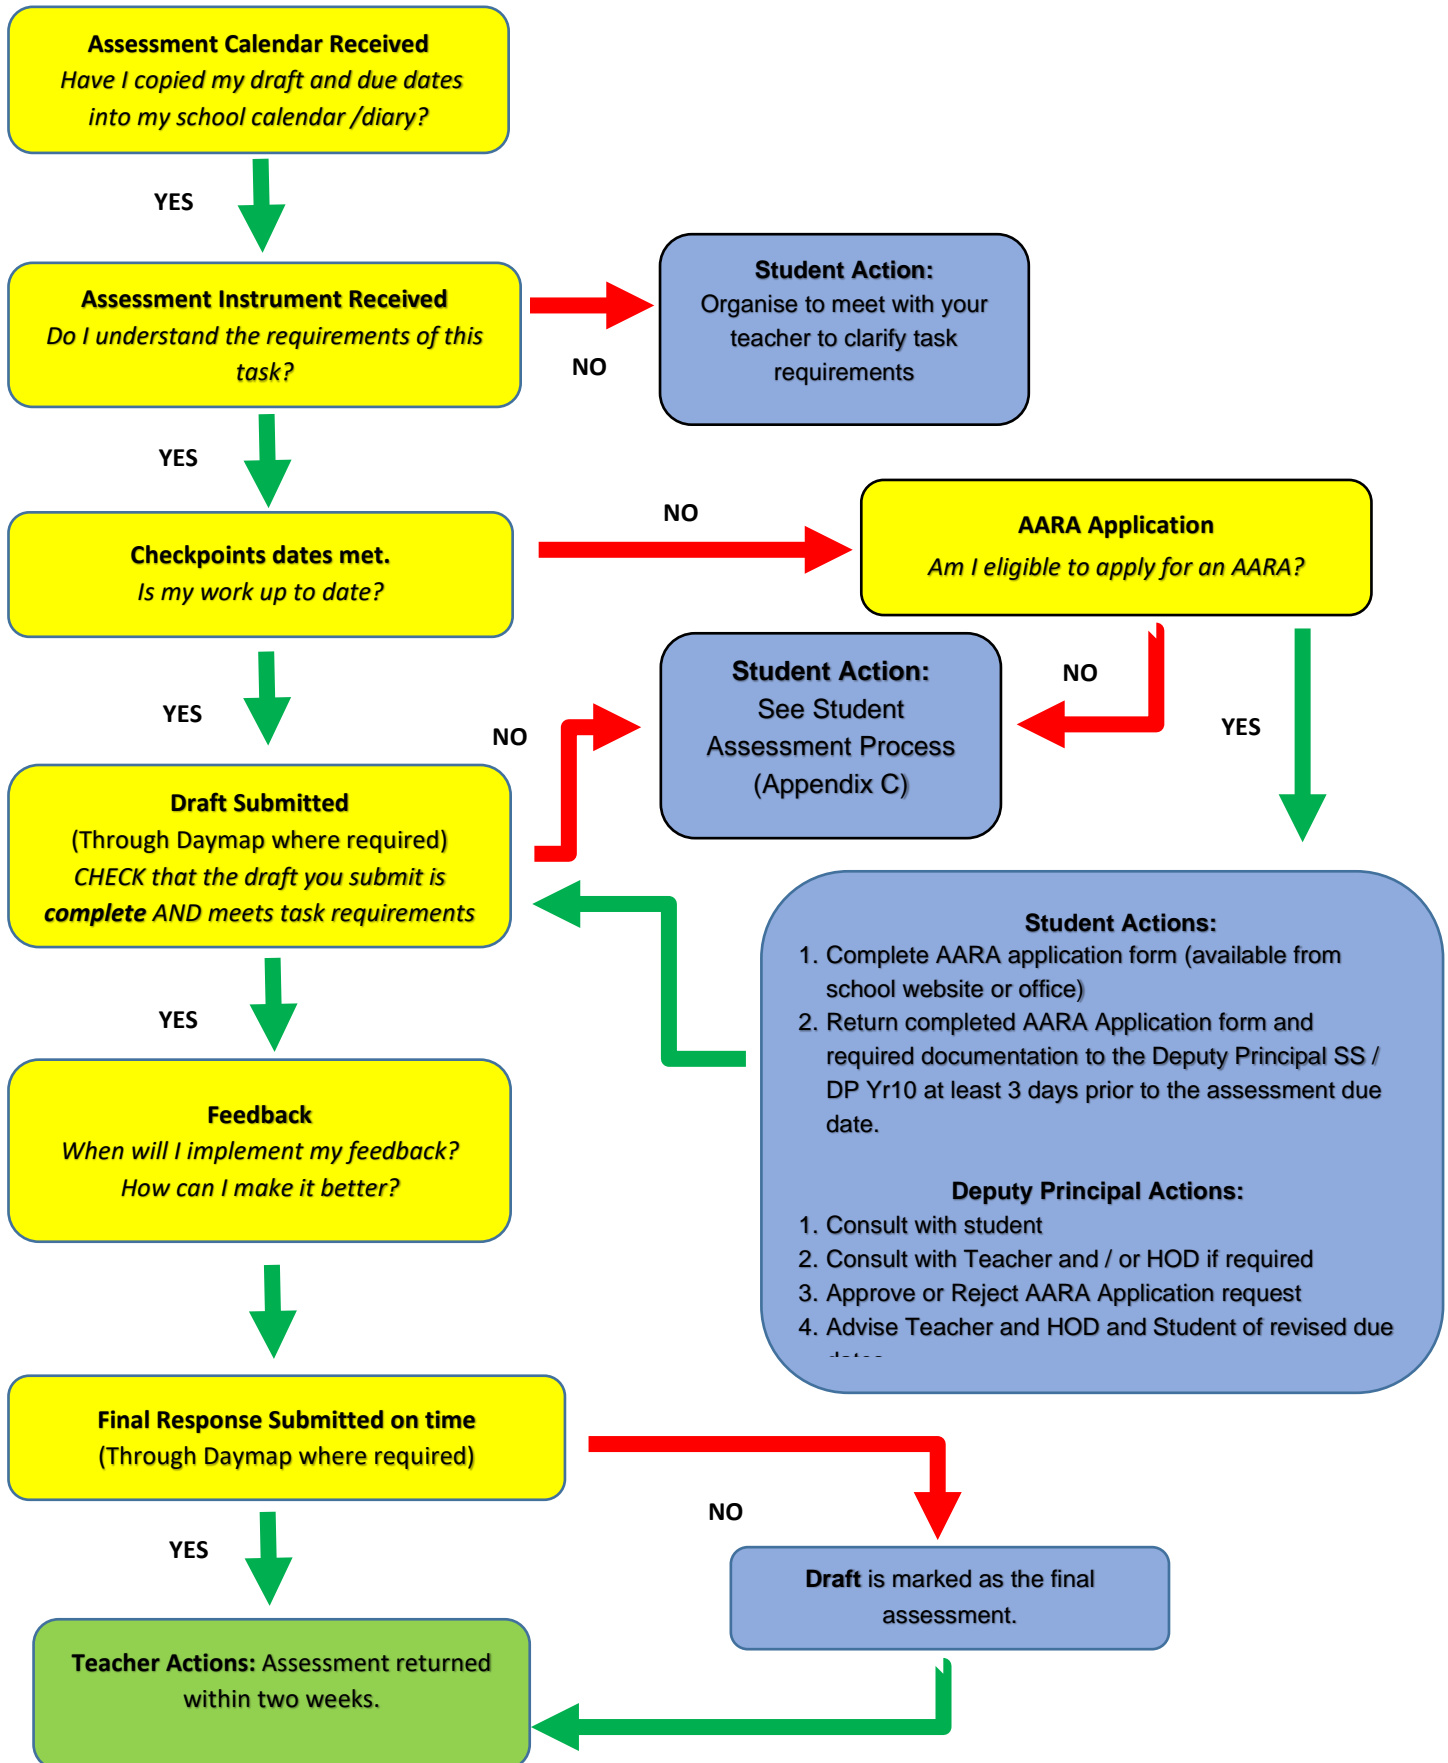 Assessment Calendar Received
Have I copied my draft and due dates
into my school calendar /diary?
YES
Assessment Instrument Received
Do I understand the requirements of this
task?
NO
Student Action:
Organise to meet with your
teacher to clarify task
requirements
YES
Checkpoints dates met.
Is my work up to date?
NO
AARA Application
Am I eligible to apply for an AARA?
YES
NO
Student Action:
See Student
Assessment Process
(Appendix C)
NO
YES
Draft Submitted
(Through Daymap where required)
CHECK that the draft you submit is
complete AND meets task requirements
Student Actions:
1. Complete AARA application form (available from
school website or office)
2. Return completed AARA Application form and
required documentation to the Deputy Principal SS /
DP Yr10 at least 3 days prior to the assessment due
date.
Deputy Principal Actions:
1. Consult with student
2. Consult with Teacher and / or HOD if required
3. Approve or Reject AARA Application request
4. Advise Teacher and HOD and Student of revised due
YES
Feedback
When will I implement my feedback?
How can I make it better?
Final Response Submitted on time
(Through Daymap where required)
NO
YES
Draft is marked as the final
assessment.
Teacher Actions: Assessment returned
within two weeks.